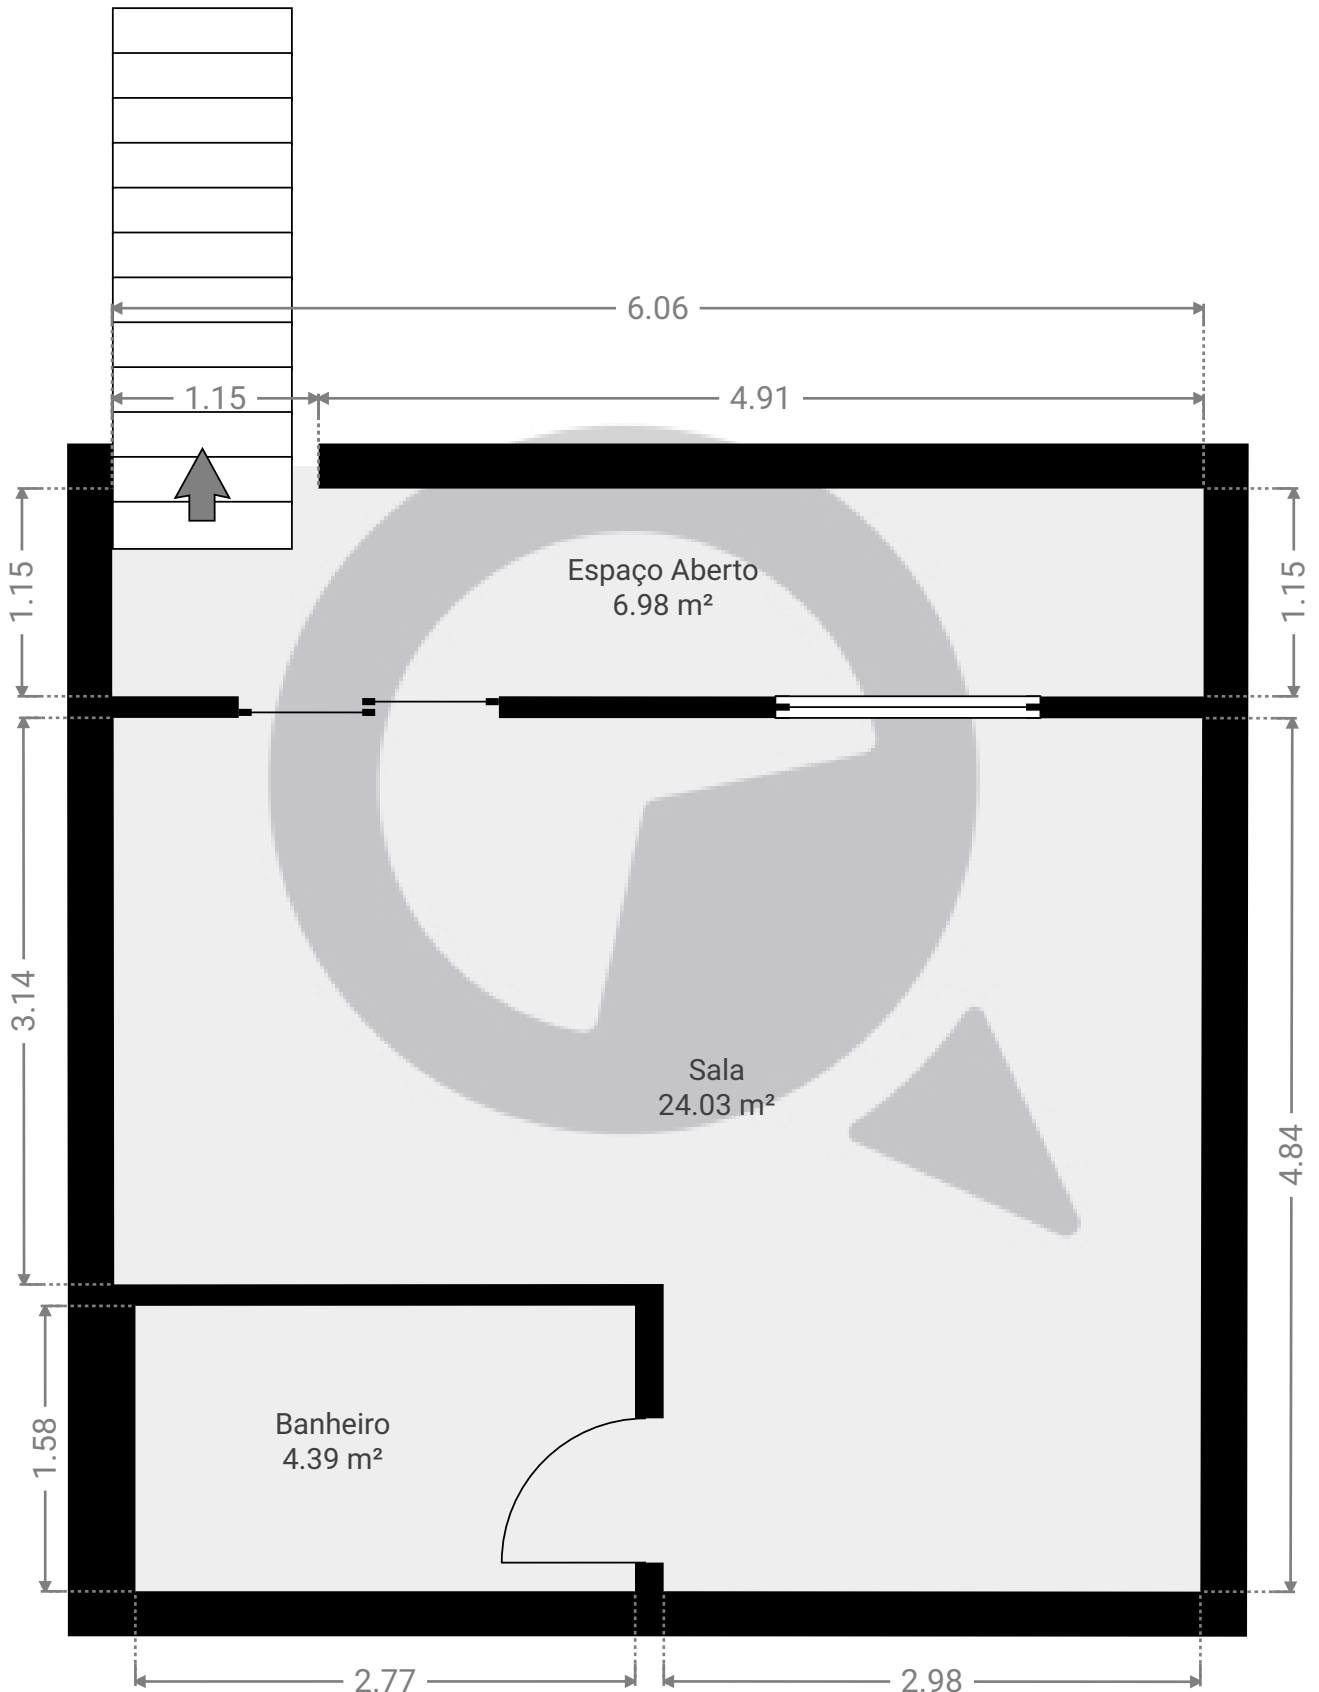 6.06
1.15
4.91
1.15
1.15
Espaço Aberto
6.98 m²
3.14
Sala
24.03 m²
4.84
Banheiro
4.39 m²
1.58
2.77
2.98